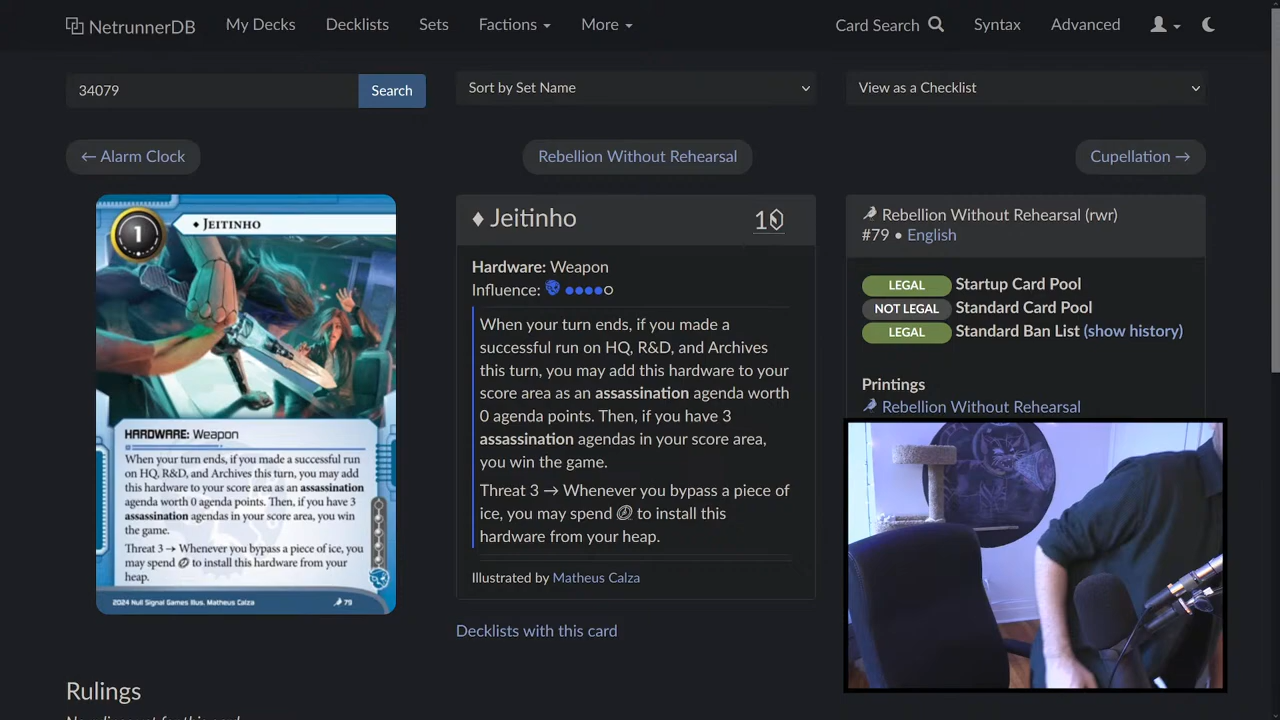 NetrunnerDB
My Decks
Decklists
Sets
Factions
More
Card Search
Syntax
Advanced
34079
Search
Sort by Set Name
View as a Checklist
← Alarm Clock
Rebellion Without Rehearsal
Cupellation →
1
♦ JEITINHO
HARDWARE: Weapon
When your turn ends, if you made a successful run
on HQ, R&D, and Archives this turn, you may add
this hardware to your score area as an assassination
agenda worth 0 agenda points. Then, if you have 3
assassination agendas in your score area, you win
the game.
Threat 3 → Whenever you bypass a piece of ice, you
may spend to install this hardware from your
heap.
2024 Null Signal Games Illus. Matheus Calza
79
♦ Jeitinho
1
Hardware: Weapon
Influence: ●●●●○
When your turn ends, if you made a
successful run on HQ, R&D, and Archives
this turn, you may add this hardware to your
score area as an assassination agenda worth
0 agenda points. Then, if you have 3
assassination agendas in your score area,
you win the game.
Threat 3 → Whenever you bypass a piece of
ice, you may spend to install this
hardware from your heap.
Illustrated by Matheus Calza
Decklists with this card
Rebellion Without Rehearsal (rwr)
#79 • English
LEGAL Startup Card Pool
NOT LEGAL Standard Card Pool
LEGAL Standard Ban List (show history)
Printings
Rebellion Without Rehearsal
Rulings